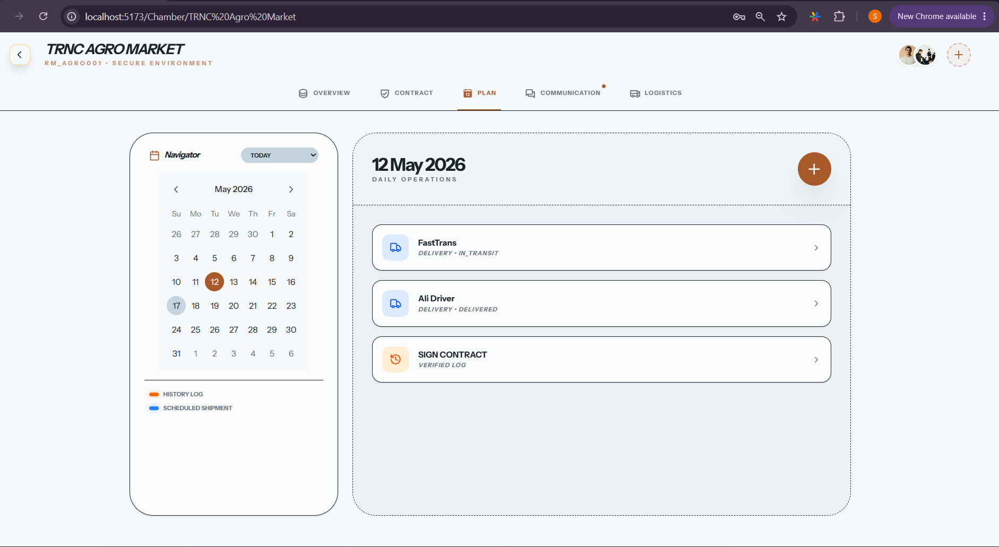 localhost:5173/Chamber/TRNC%20Agro%20Market
S
New Chrome available
TRNC AGRO MARKET
RM_AGRO001 • SECURE ENVIRONMENT
OVERVIEW
CONTRACT
12
PLAN
COMMUNICATION
LOGISTICS
Navigator
TODAY
May 2026
Su Mo Tu We Th Fr Sa
26 27 28 29 30 1 2
3 4 5 6 7 8 9
10 11 12 13 14 15 16
17 18 19 20 21 22 23
24 25 26 27 28 29 30
31 1 2 3 4 5 6
HISTORY LOG
SCHEDULED SHIPMENT
12 May 2026
DAILY OPERATIONS
FastTrans
DELIVERY • IN_TRANSIT
Ali Driver
DELIVERY • DELIVERED
SIGN CONTRACT
VERIFIED LOG